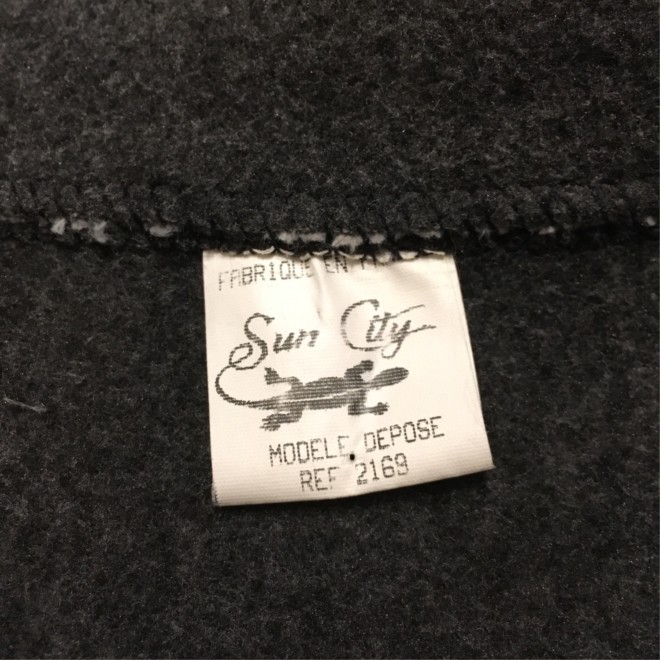 FABRIQUE EN
Sun City
MODELE DEPOSE
REF 2169